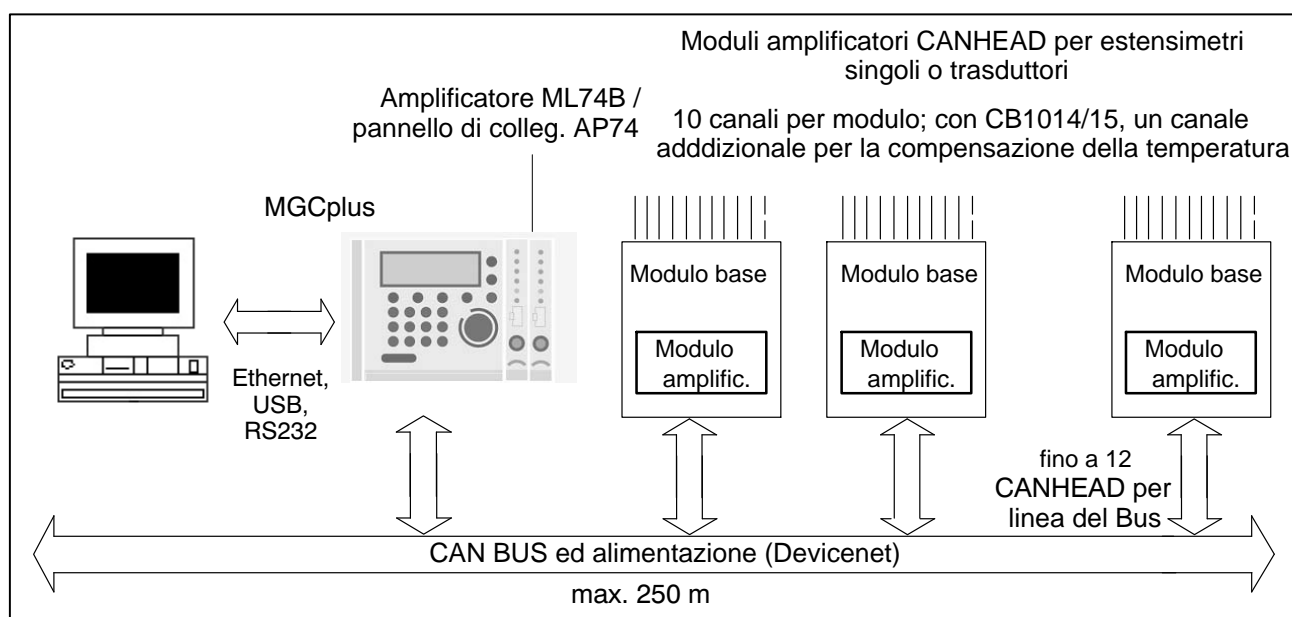 Moduli amplificatori CANHEAD per estensimetri
singoli o trasduttori
Amplificatore ML74B /
pannello di colleg. AP74
10 canali per modulo; con CB1014/15, un canale
adddizionale per la compensazione della temperatura
MGCplus
Modulo base
Modulo base
Modulo base
Modulo
amplific.
Modulo
amplific.
Modulo
amplific.
Ethernet,
USB,
RS232
fino a 12
CANHEAD per
linea del Bus
CAN BUS ed alimentazione (Devicenet)
max. 250 m